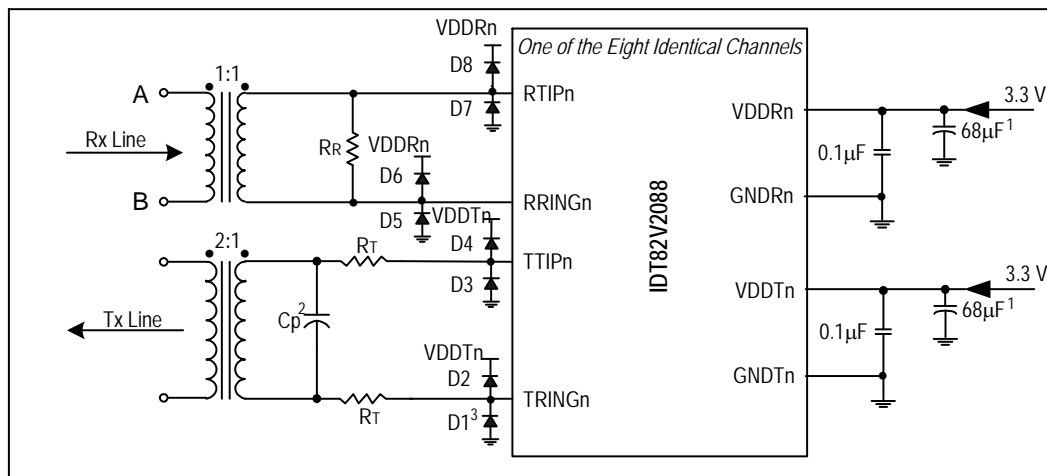 One of the Eight Identical Channels
VDDRn
D8
1:1
A
RTIPn
D7
Rx Line
RR
VDDRn
D6
B
RRINGn
D5
VDDTn
2:1
RT
D4
TTIPn
D3
Tx Line
Cp2
VDDTn
D2
TRINGn
RT
D13
IDT82V2088
VDDRn
3.3 V
68µF1
0.1µF
GNDRn
VDDTn
3.3 V
68µF1
0.1µF
GNDTn